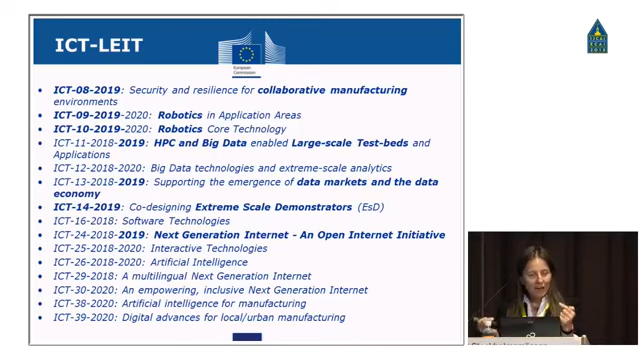 ICT-LEIT
European
Commission
ICT-08-2019: Security and resilience for collaborative manufacturing
environments
ICT-09-2019-2020: Robotics in Application Areas
ICT-10-2019-2020: Robotics Core Technology
ICT-11-2018-2019: HPC and Big Data enabled Large-scale Test-beds and
Applications
ICT-12-2018-2020: Big Data technologies and extreme-scale analytics
ICT-13-2018-2019: Supporting the emergence of data markets and the data
economy
ICT-14-2019: Co-designing Extreme Scale Demonstrators (EsD)
ICT-16-2018: Software Technologies
ICT-24-2018-2019: Next Generation Internet - An Open Internet Initiative
ICT-25-2018-2020: Interactive Technologies
ICT-26-2018-2020: Artificial Intelligence
ICT-29-2018: A multilingual Next Generation Internet
ICT-30-2020: An empowering, inclusive Next Generation Internet
ICT-38-2020: Artificial intelligence for manufacturing
ICT-39-2020: Digital advances for local/urban manufacturing
IJCAI
ECAI
2018